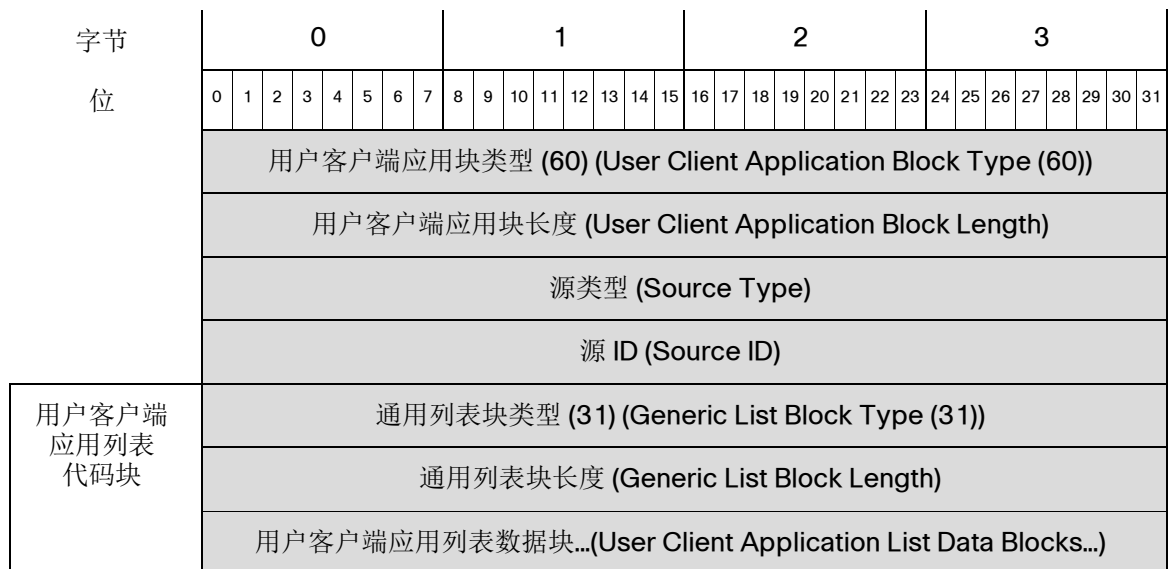 字节 0 1 2 3
位 0 1 2 3 4 5 6 7 8 9 10 11 12 13 14 15 16 17 18 19 20 21 22 23 24 25 26 27 28 29 30 31
用户客户端应用块类型 (60) (User Client Application Block Type (60))
用户客户端应用块长度 (User Client Application Block Length)
源类型 (Source Type)
源 ID (Source ID)
用户客户端
应用列表
代码块
通用列表块类型 (31) (Generic List Block Type (31))
通用列表块长度 (Generic List Block Length)
用户客户端应用列表数据块...(User Client Application List Data Blocks...)